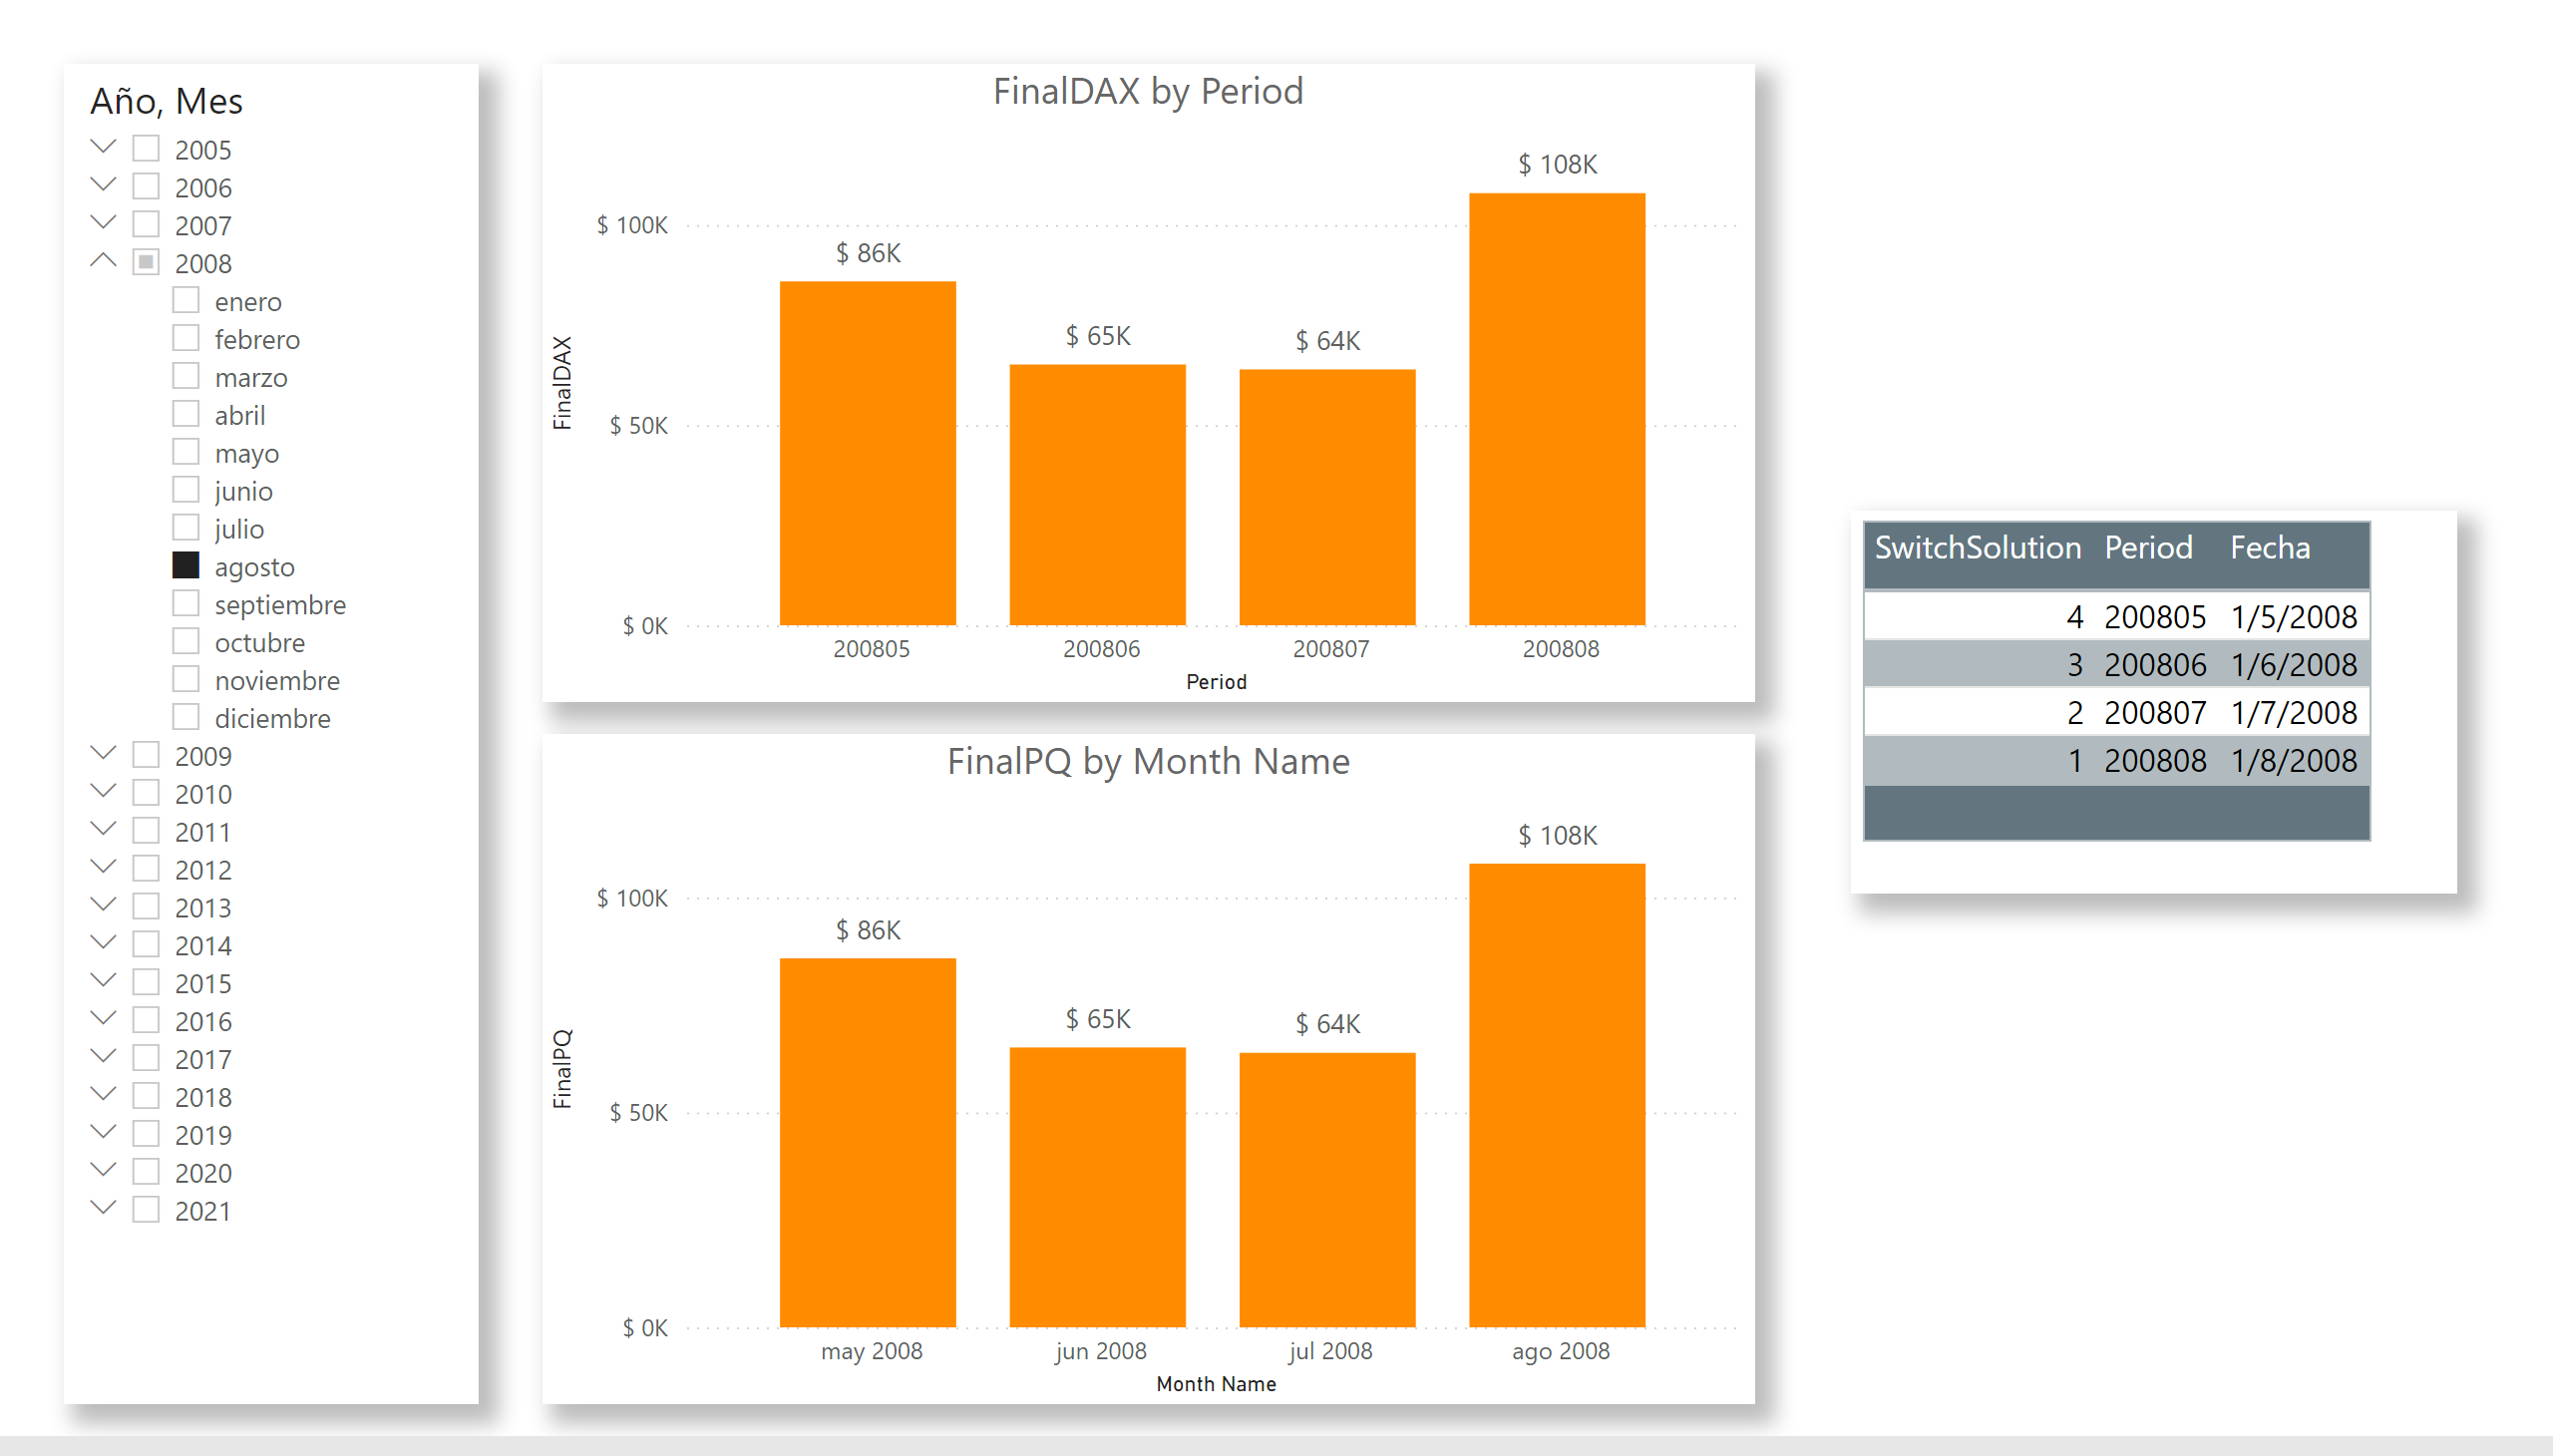 Año, Mes
2005
2006
2007
2008
enero
febrero
marzo
abril
mayo
junio
julio
agosto
septiembre
octubre
noviembre
diciembre
2009
2010
2011
2012
2013
2014
2015
2016
2017
2018
2019
2020
2021
FinalDAX by Period
FinalDAX
$ 100K
$ 50K
$ 0K
$ 86K
$ 65K
$ 64K
$ 108K
200805 200806 200807 200808
Period
FinalPQ by Month Name
FinalPQ
$ 100K
$ 50K
$ 0K
$ 86K
$ 65K
$ 64K
$ 108K
may 2008 jun 2008 jul 2008 ago 2008
Month Name
SwitchSolution Period Fecha
4 200805 1/5/2008
3 200806 1/6/2008
2 200807 1/7/2008
1 200808 1/8/2008